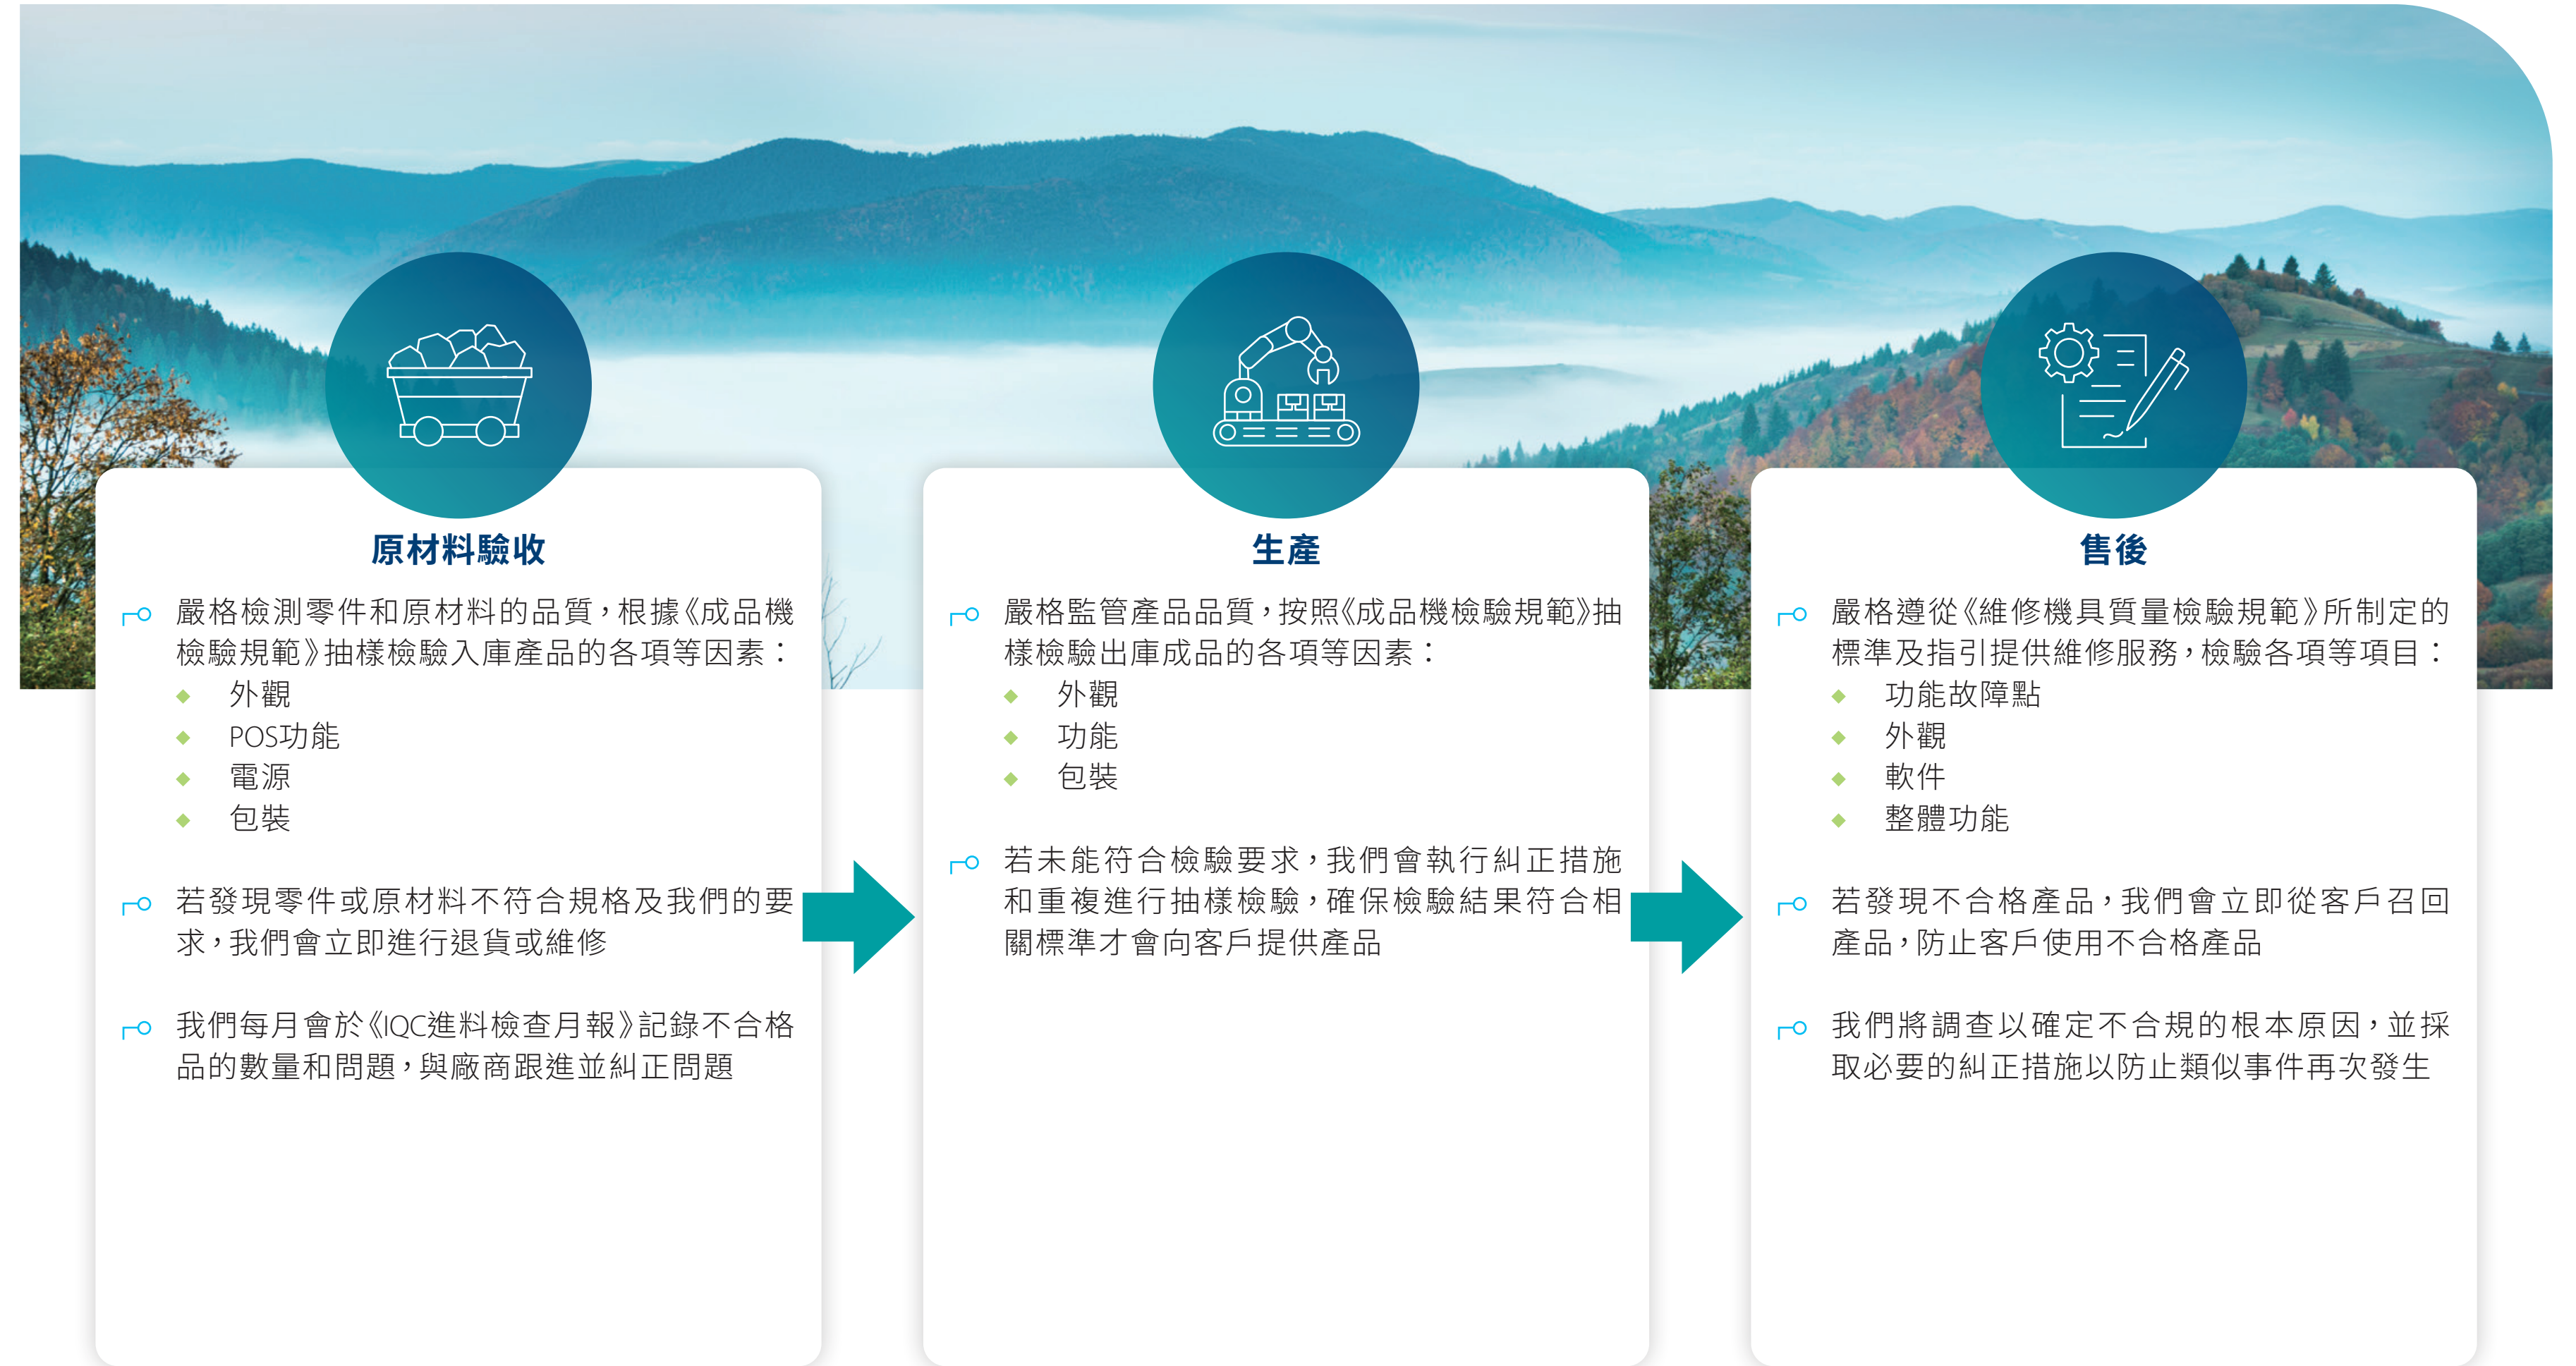 原材料驗收
嚴格檢測零件和原材料的品質，根據《成品機
檢驗規範》抽樣檢驗入庫產品的各項等因素：
外觀
POS功能
電源
包裝
若發現零件或原材料不符合規格及我們的要
求，我們會立即進行退貨或維修
我們每月會於《IQC進料檢查月報》記錄不合格
品的數量和問題，與廠商跟進並糾正問題
生產
嚴格監管產品品質，按照《成品機檢驗規範》抽
樣檢驗出庫成品的各項等因素：
外觀
功能
包裝
若未能符合檢驗要求，我們會執行糾正措施
和重複進行抽樣檢驗，確保檢驗結果符合相
關標準才會向客戶提供產品
售後
嚴格遵從《維修機具質量檢驗規範》所制定的
標準及指引提供維修服務，檢驗各項等項目：
功能故障點
外觀
軟件
整體功能
若發現不合格產品，我們會立即從客戶召回
產品，防止客戶使用不合格產品
我們將調查以確定不合規的根本原因，並採
取必要的糾正措施以防止類似事件再次發生